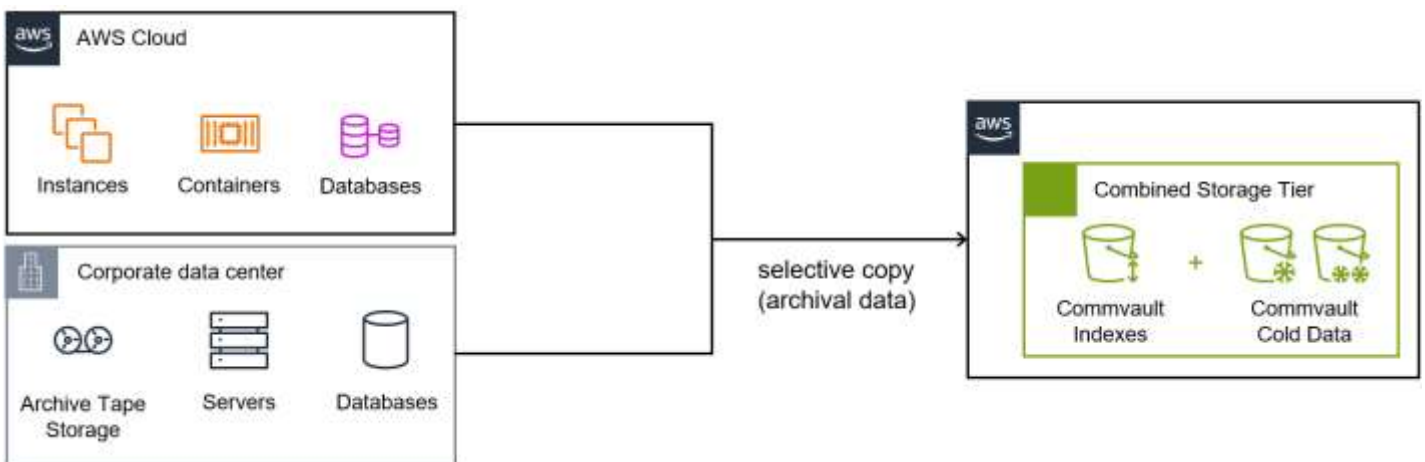 aws
AWS Cloud
Instances
Containers
Databases
Corporate data center
Archive Tape
Storage
Servers
Databases
selective copy
(archival data)
aws
Combined Storage Tier
+
Commvault
Indexes
Commvault
Cold Data